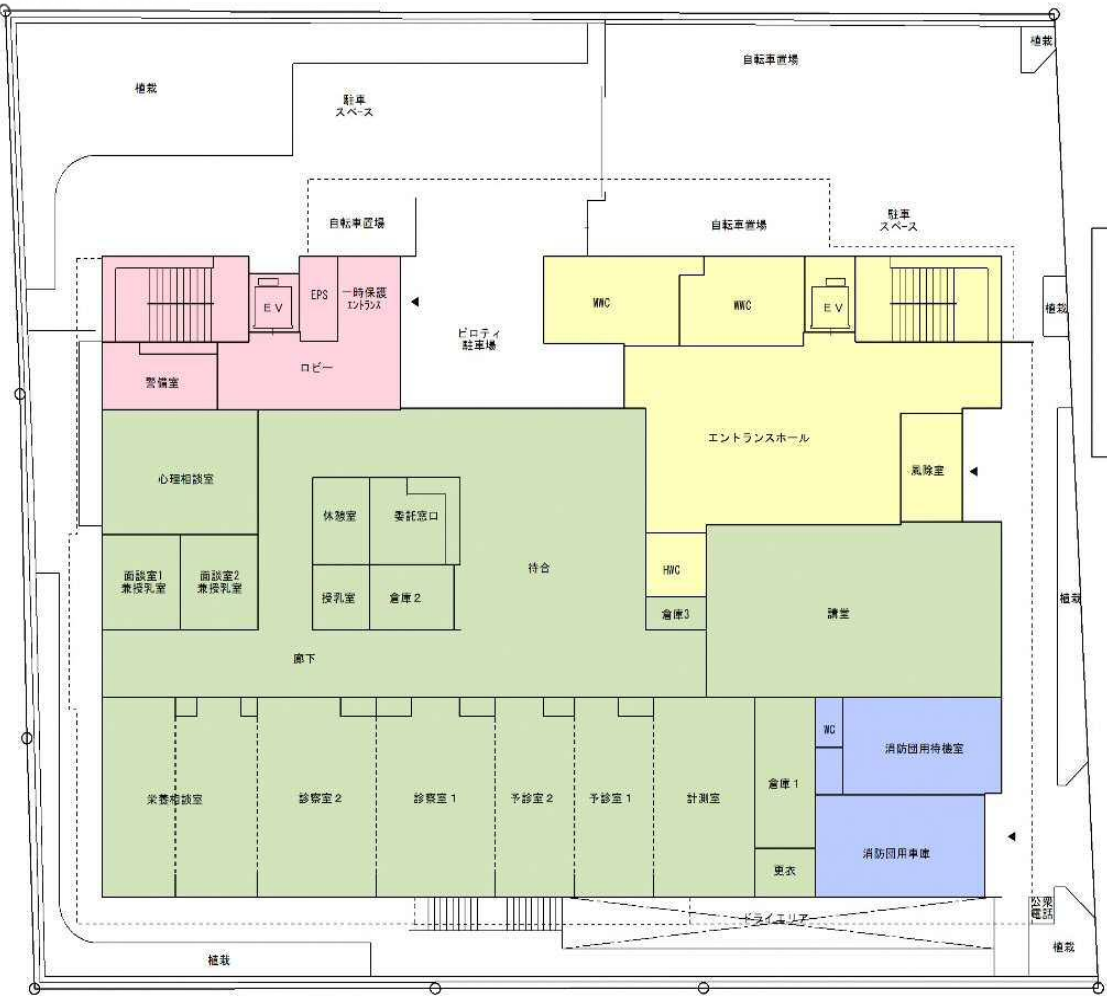 植栽
自転車置場
植栽
駐車
スペース
自転車置場
自転車置場
駐車
スペース
EV
EPS
一時保護
エントランス
ピロティ
駐車場
MWC
WWC
EV
植栽
ロビー
警備室
エントランスホール
風除室
心理相談室
休憩室
委託窓口
待合
面談室1
兼授乳室
面談室2
兼授乳室
授乳室
倉庫2
HWC
倉庫3
講堂
植栽
廊下
WC
消防団用待機室
栄養相談室
診察室2
診察室1
予診室2
予診室1
計測室
倉庫1
消防団用車庫
更衣
ドライエリア
公衆
電話
植栽
植栽